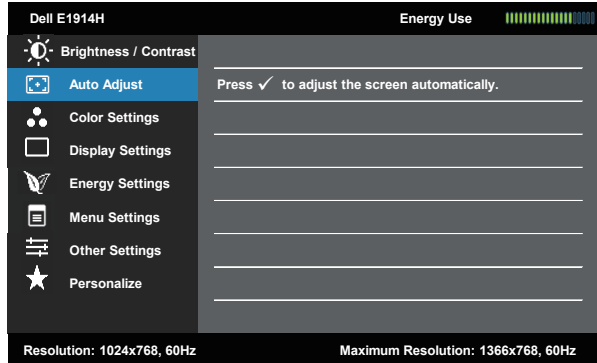 Dell E1914H Energy Use
Brightness / Contrast
Auto Adjust Press ✓ to adjust the screen automatically.
Color Settings
Display Settings
Energy Settings
Menu Settings
Other Settings
Personalize
Resolution: 1024x768, 60Hz Maximum Resolution: 1366x768, 60Hz